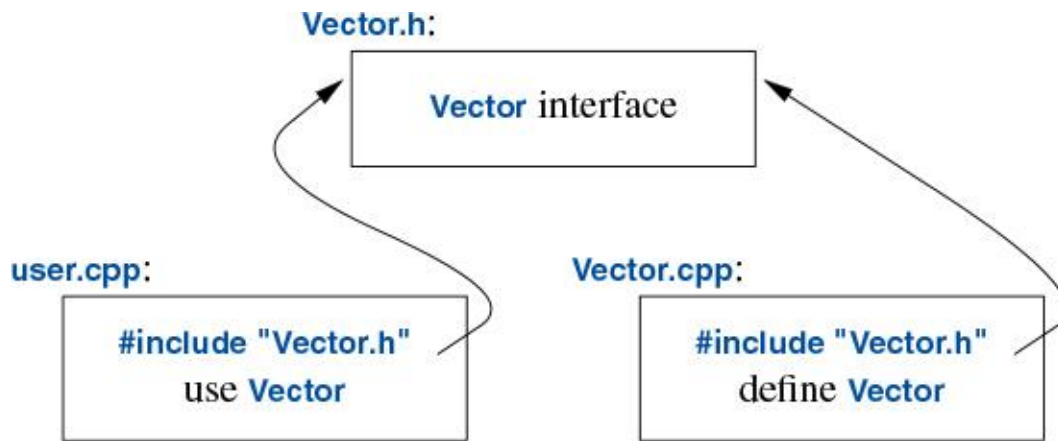 Vector.h:
Vector interface
user.cpp:
#include "Vector.h"
use Vector
Vector.cpp:
#include "Vector.h"
define Vector